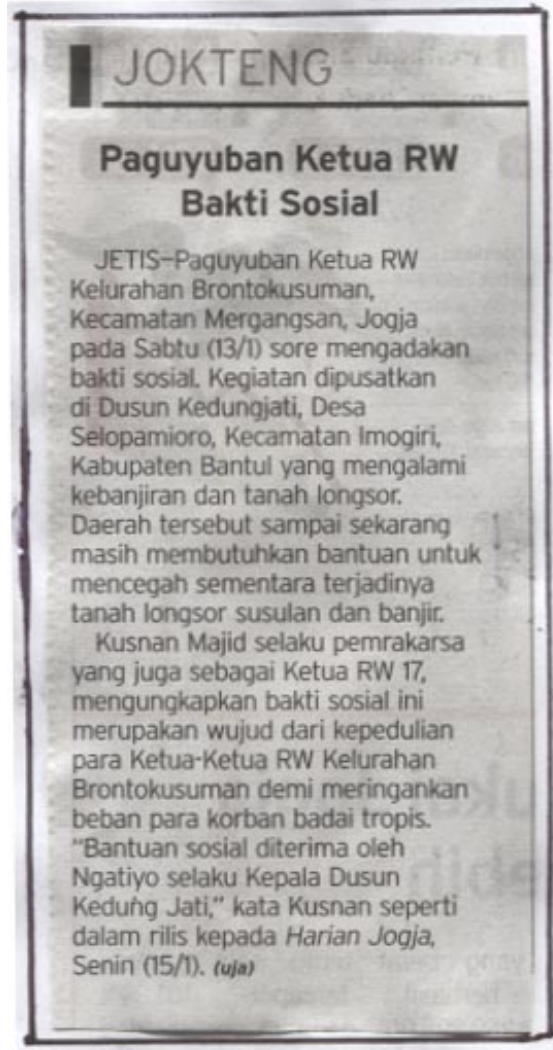 JOKTENG
Paguyuban Ketua RW
Bakti Sosial
JETIS–Paguyuban Ketua RW
Kelurahan Brontokusuman,
Kecamatan Mergangsan, Jogja
pada Sabtu (13/1) sore mengadakan
bakti sosial. Kegiatan dipusatkan
di Dusun Kedungjati, Desa
Selopamioro, Kecamatan Imogiri,
Kabupaten Bantul yang mengalami
kebanjiran dan tanah longsor.
Daerah tersebut sampai sekarang
masih membutuhkan bantuan untuk
mencegah sementara terjadinya
tanah longsor susulan dan banjir.
Kusnan Majid selaku pemrakarsa
yang juga sebagai Ketua RW 17,
mengungkapkan bakti sosial ini
merupakan wujud dari kepedulian
para Ketua-Ketua RW Kelurahan
Brontokusuman demi meringankan
beban para korban badai tropis.
“Bantuan sosial diterima oleh
Ngatiyo selaku Kepala Dusun
Kedung Jati,” kata Kusnan seperti
dalam rilis kepada Harian Jogja,
Senin (15/1). (uja)